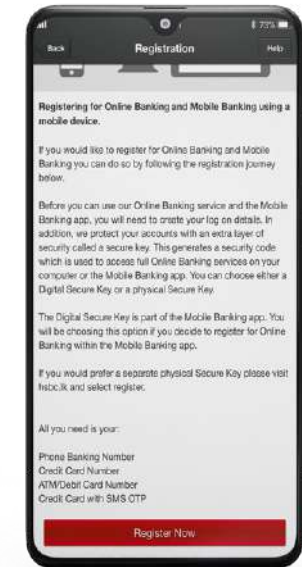 73%
Back
Registration
Help
Registering for Online Banking and Mobile Banking using a
mobile device.
If you would like to register for Online Banking and Mobile
Banking you can do so by following the registration journey
below.
Before you can use our Online Banking service and the Mobile
Banking app, you will need to create your log on details. In
addition, we protect your accounts with an extra layer of
security called a secure key. This generates a security code
which is used to access full Online Banking services on your
computer or the Mobile Banking app. You can choose either a
Digital Secure Key or a physical Secure Key.
The Digital Secure Key is part of the Mobile Banking app. You
will be choosing this option if you decide to register for Online
Banking within the Mobile Banking app.
If you would prefer a separate physical Secure Key please visit
hsbc.lk and select register.
All you need is your:
Phone Banking Number
Credit Card Number
ATM/Debit Card Number
Credit Card with SMS OTP
Register Now